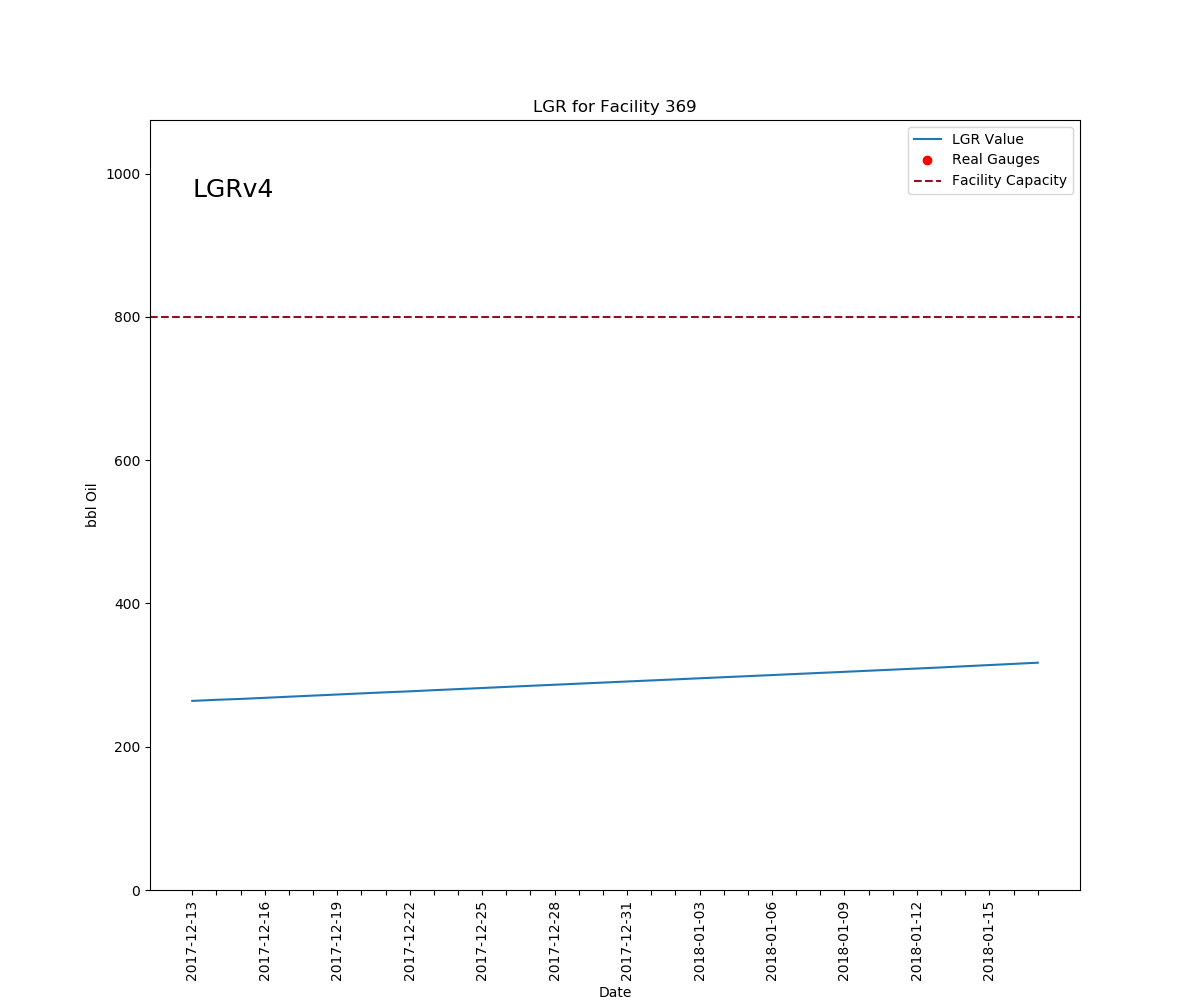 LGR for Facility 369
LGR Value
Real Gauges
Facility Capacity
LGRv4
1000
800
600
400
200
0
bbl Oil
2017-12-13
2017-12-16
2017-12-19
2017-12-22
2017-12-25
2017-12-28
2017-12-31
2018-01-03
2018-01-06
2018-01-09
2018-01-12
2018-01-15
Date